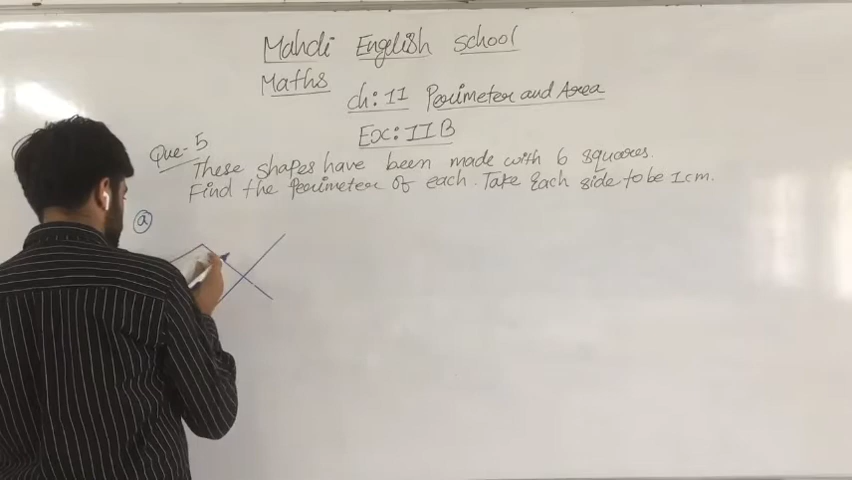 Mahdi English school
Maths
ch: 11 Perimeter and Area
Ex: IIB
Que- 5
These shapes have been made with 6 squares.
Find the Perimeter of each. Take Each side to be 1cm.
a